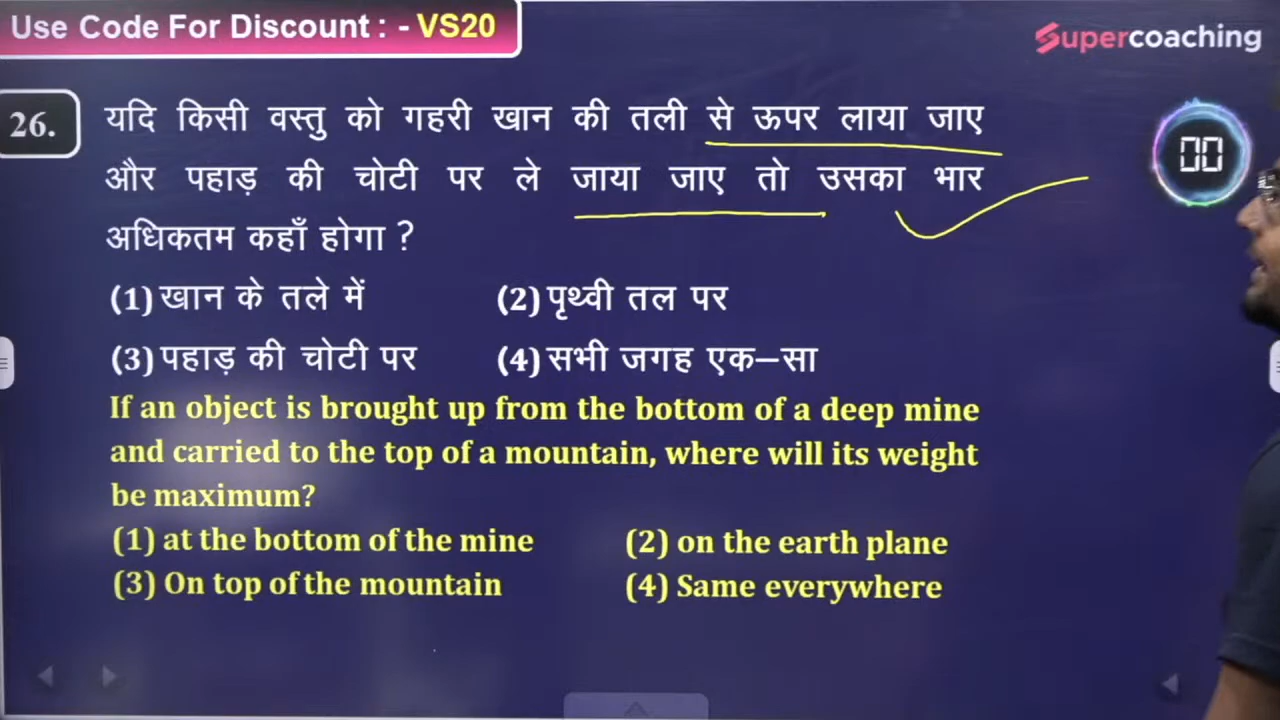 Use Code For Discount : - VS20
Supercoaching
26.
यदि किसी वस्तु को गहरी खान की तली से ऊपर लाया जाए
और पहाड़ की चोटी पर ले जाया जाए तो उसका भार
अधिकतम कहाँ होगा ?
(1) खान के तले में (2) पृथ्वी तल पर
(3) पहाड़ की चोटी पर (4) सभी जगह एक–सा
00
If an object is brought up from the bottom of a deep mine
and carried to the top of a mountain, where will its weight
be maximum?
(1) at the bottom of the mine (2) on the earth plane
(3) On top of the mountain (4) Same everywhere